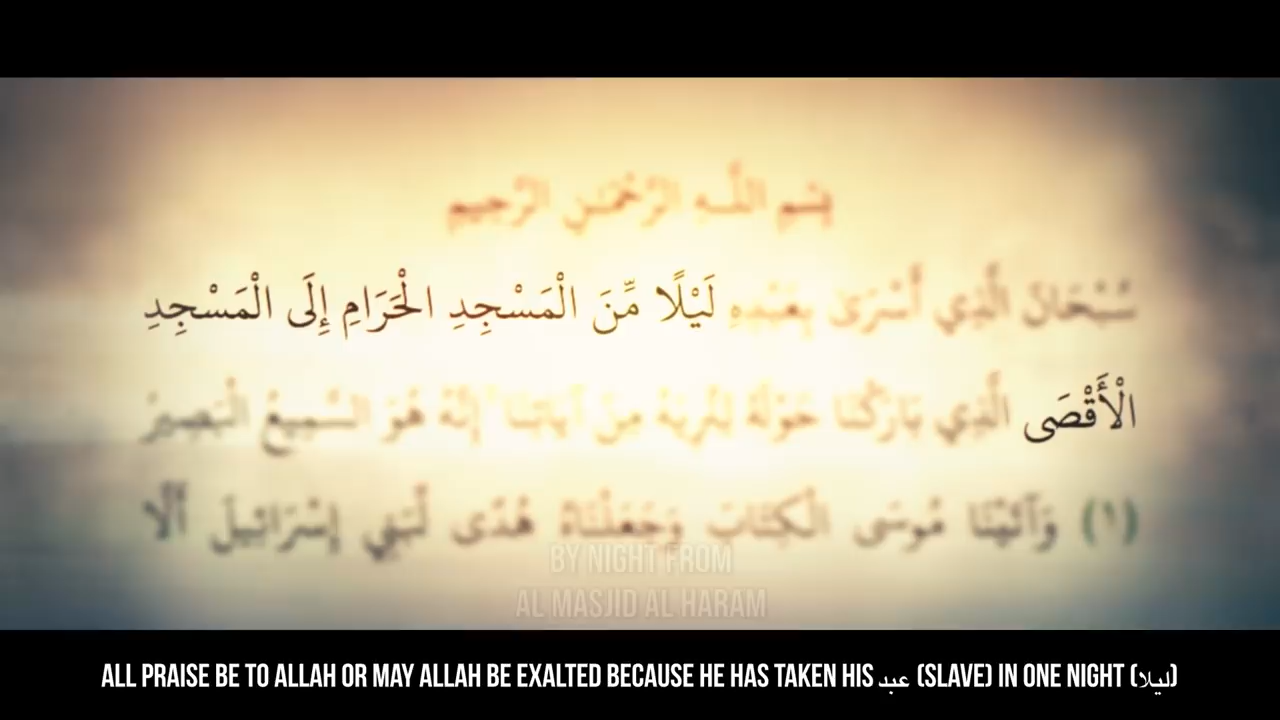 بِسْمِ اللَّـهِ الرَّحْمَـٰنِ الرَّحِيمِ
سُبْحَانَ الَّذِي أَسْرَىٰ بِعَبْدِهِ لَيْلًا مِّنَ الْمَسْجِدِ الْحَرَامِ إِلَى الْمَسْجِدِ
الْأَقْصَى الَّذِي بَارَكْنَا حَوْلَهُ لِنُرِيَهُ مِنْ آيَاتِنَا ۚ إِنَّهُ هُوَ السَّمِيعُ الْبَصِيرُ
(١) وَآتَيْنَا مُوسَى الْكِتَابَ وَجَعَلْنَاهُ هُدًى لِّبَنِي إِسْرَائِيلَ أَلَّا
BY NIGHT FROM
AL MASJID AL HARAM
ALL PRAISE BE TO ALLAH OR MAY ALLAH BE EXALTED BECAUSE HE HAS TAKEN HIS عبد (SLAVE) IN ONE NIGHT (ليلا)